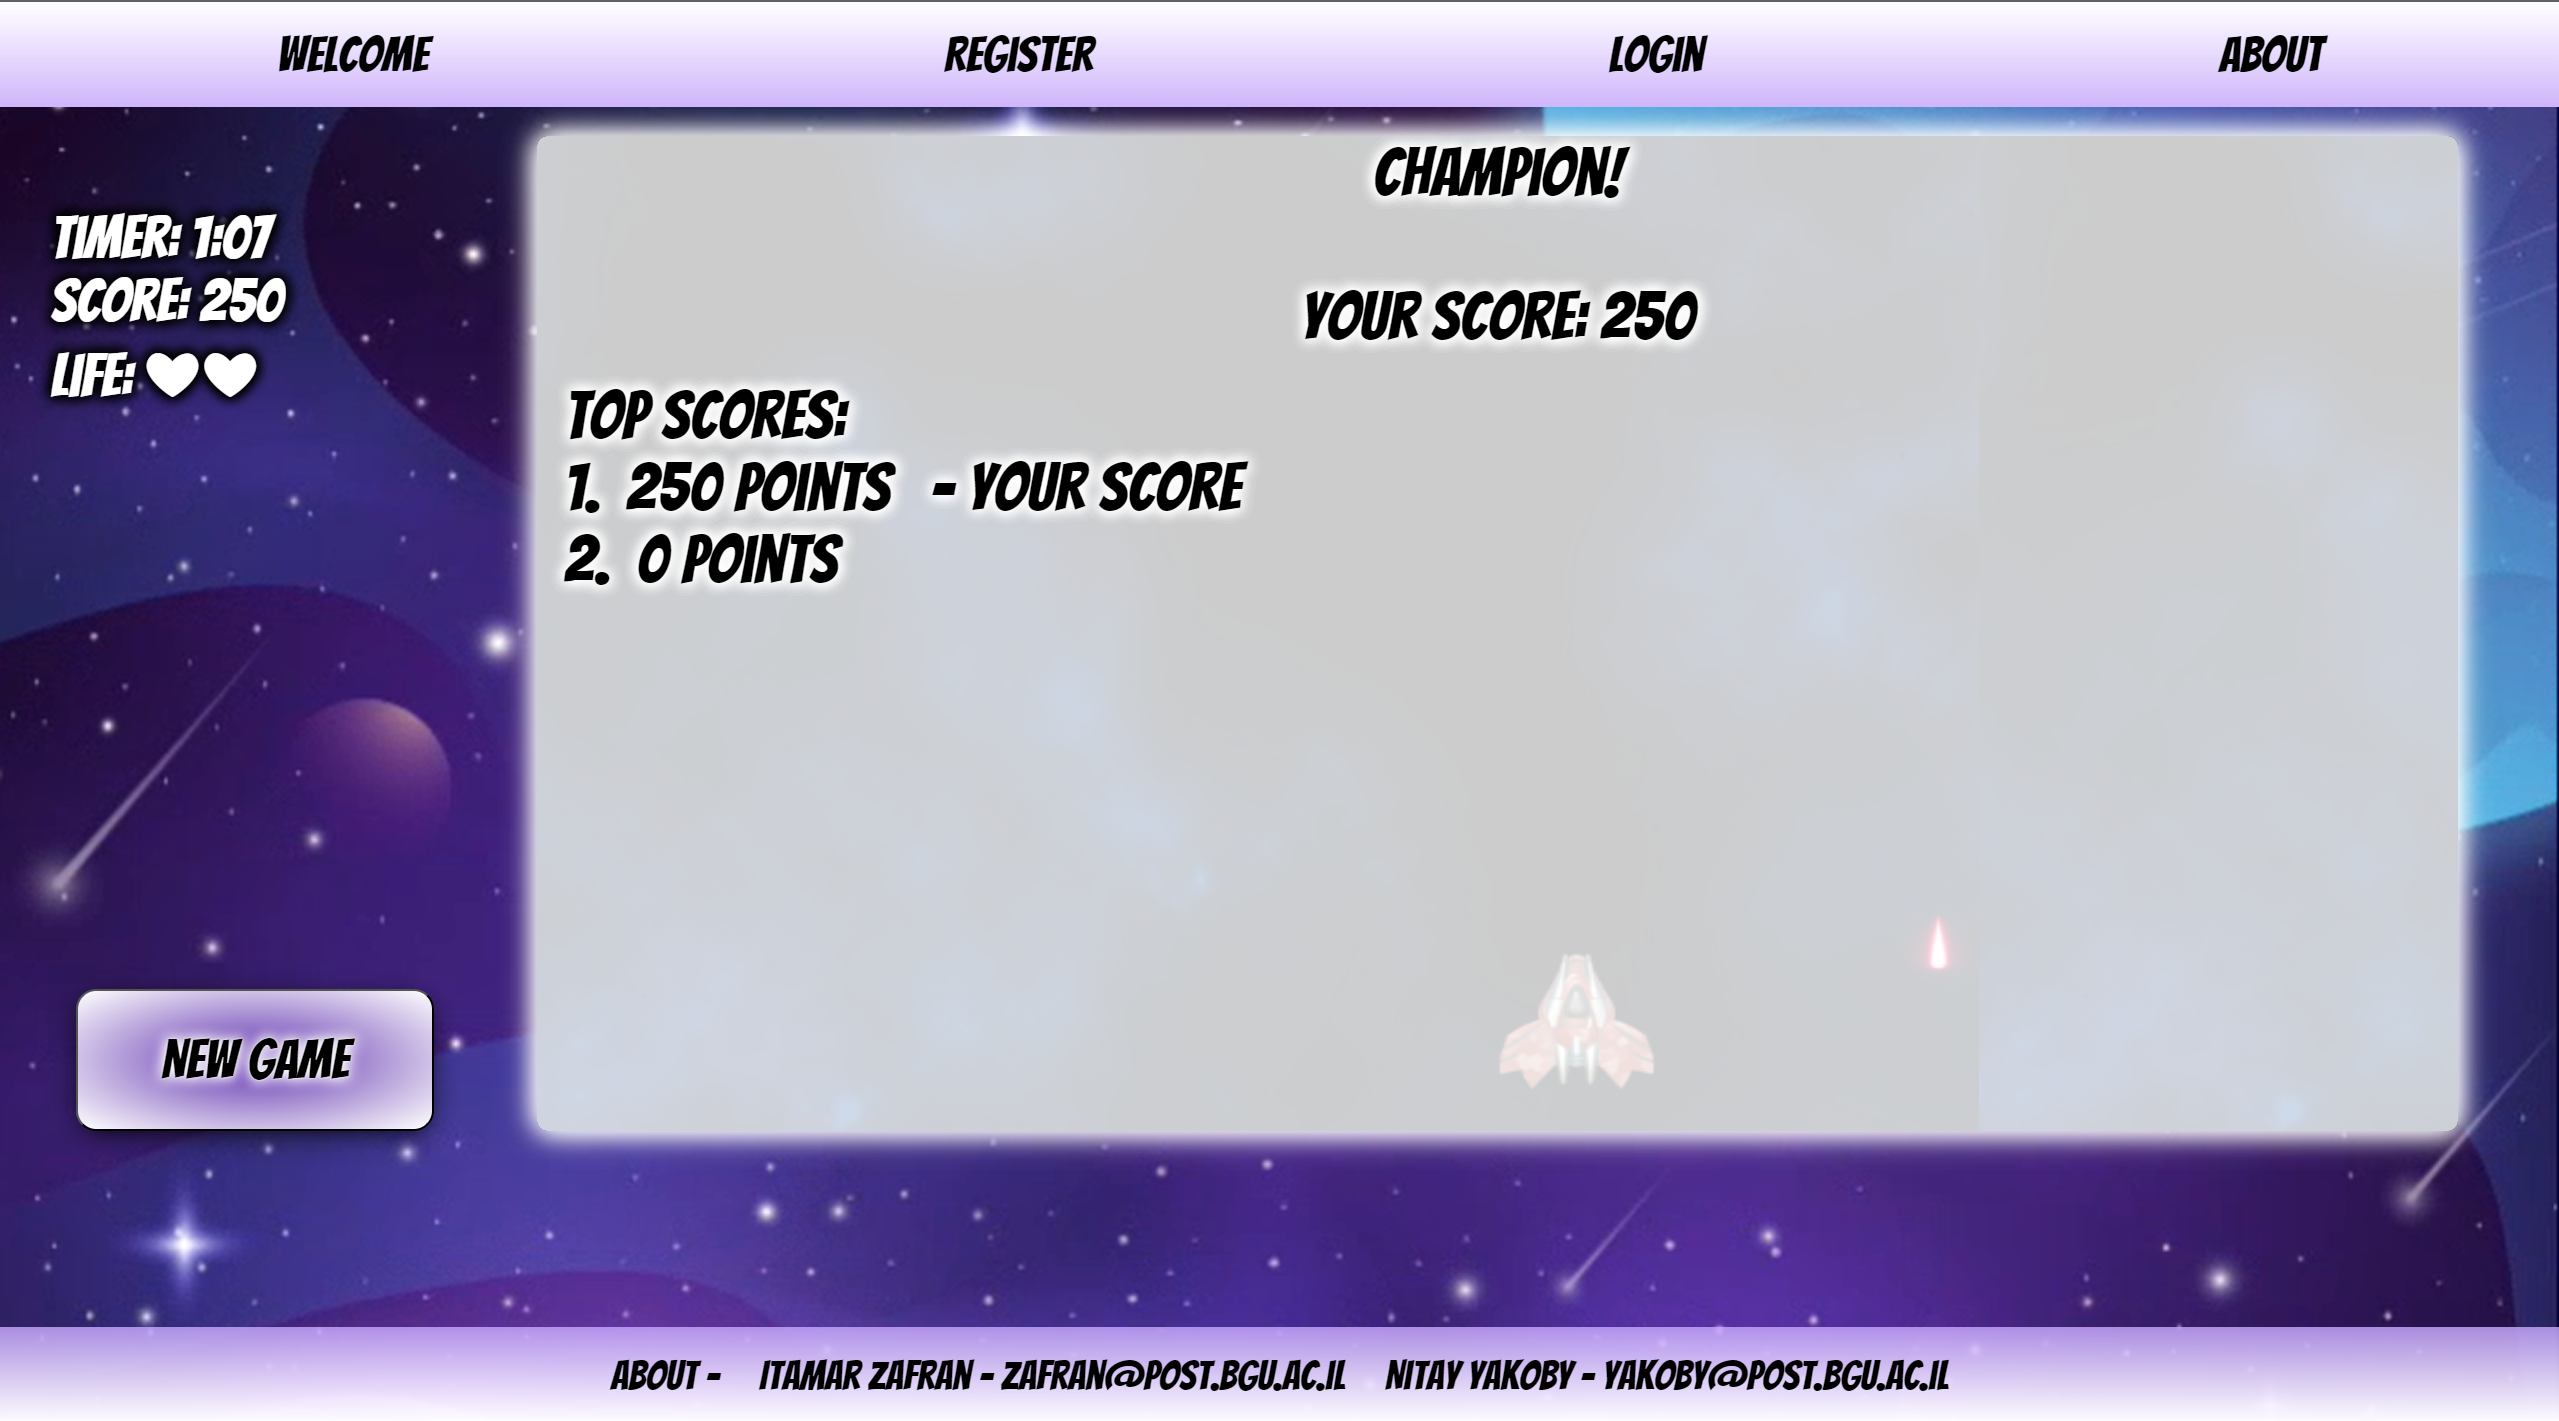 WELCOME REGISTER LOGIN ABOUT
TIMER: 1:07
SCORE: 250
LIFE:
CHAMPION!
YOUR SCORE: 250
TOP SCORES:
1. 250 POINTS - YOUR SCORE
2. 0 POINTS
NEW GAME
ABOUT - ITAMAR ZAFRAN - ZAFRAN@POST.BGU.AC.IL NITAY YAKOBY - YAKOBY@POST.BGU.AC.IL